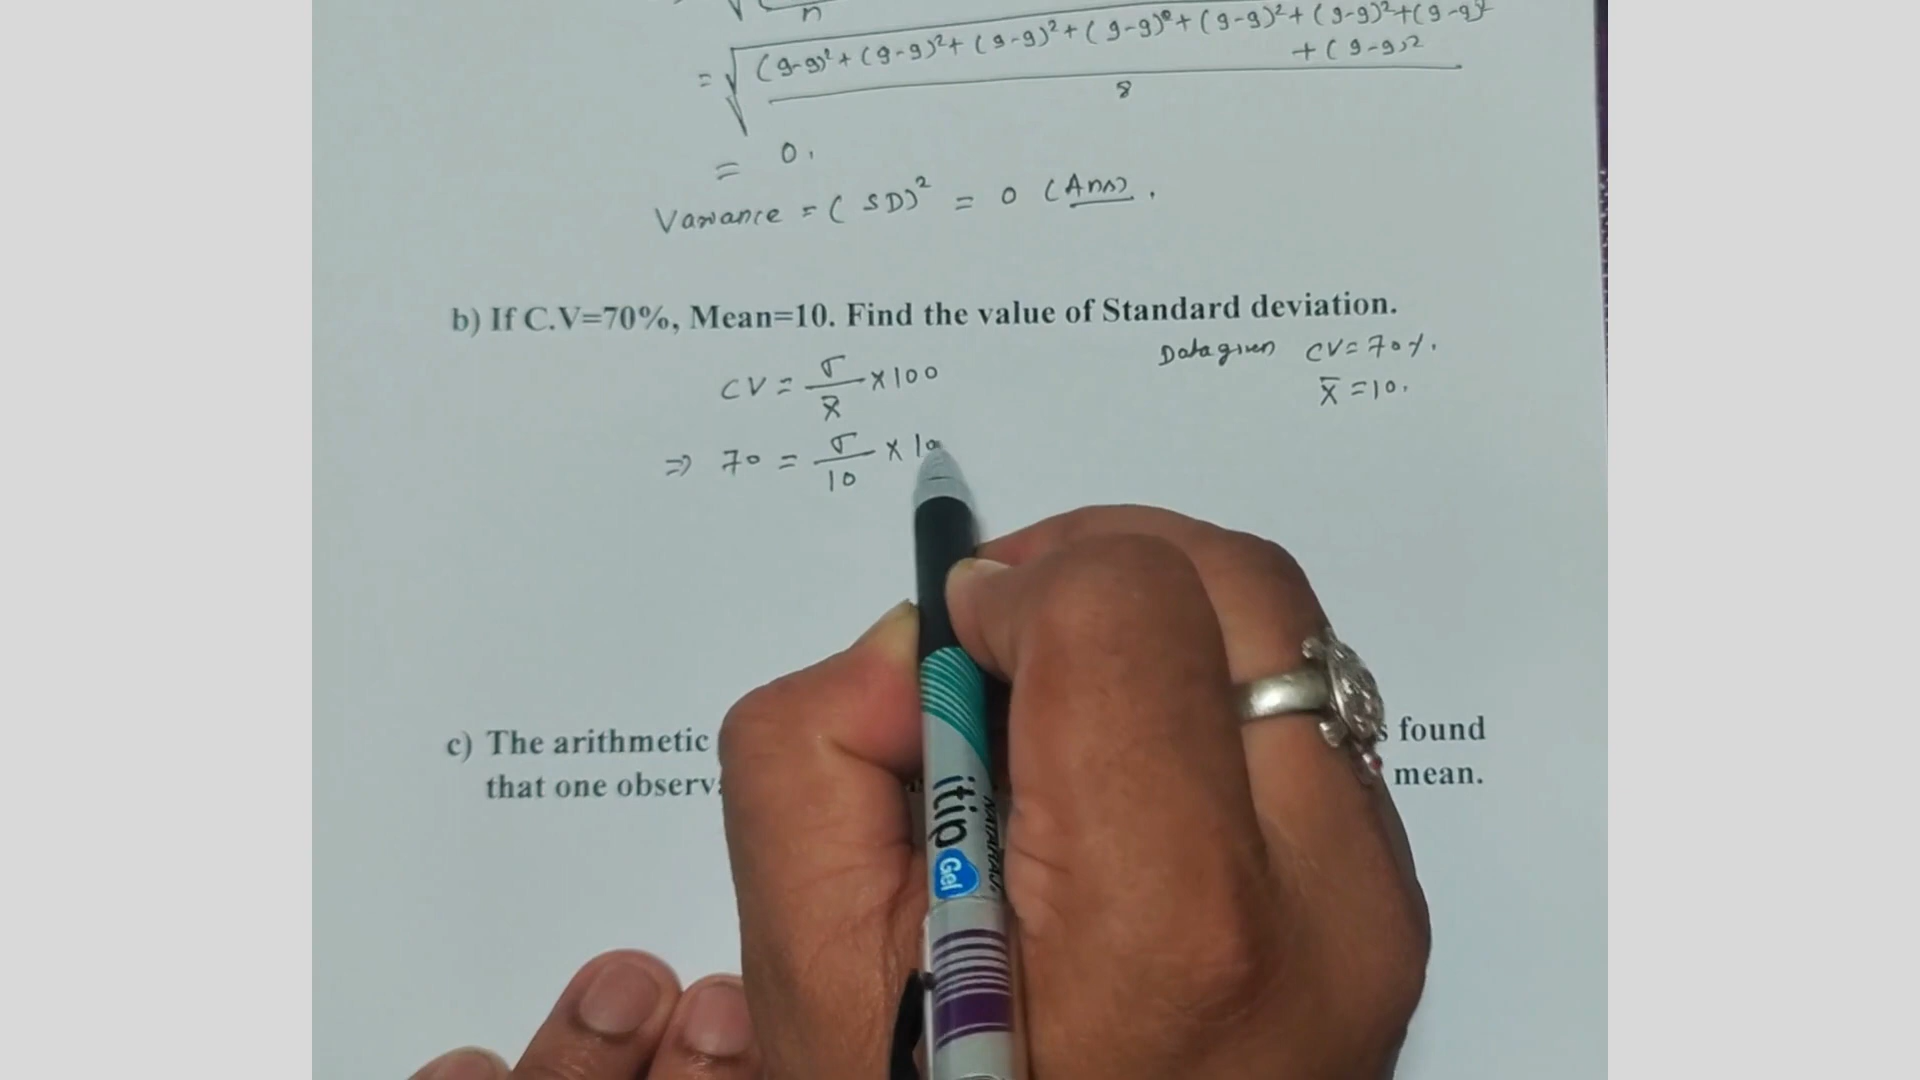 n
= √ (9-9)²+(9-9)²+(9-9)²+(9-9)²+(9-9)²+(9-9)²+(9-9)²
+(9-9)²
8
= 0.
Variance = (SD)² = 0 (Ans).
b) If C.V=70%, Mean=10. Find the value of Standard deviation.
Data given CV=70%.
CV = σ/x̄ ×100
x̄ =10.
⇒ 70 = σ/10 × 10
c) The arithmetic found
that one mean.
itip
Gel
NATARAJ